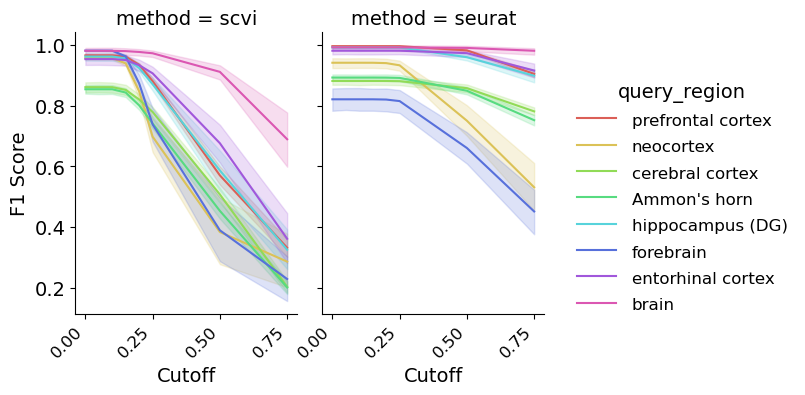 method = scvi
method = seurat
F1 Score
1.0
0.8
0.6
0.4
0.2
0.00
0.25
0.50
0.75
Cutoff
0.00
0.25
0.50
0.75
Cutoff
query_region
prefrontal cortex
neocortex
cerebral cortex
Ammon's horn
hippocampus (DG)
forebrain
entorhinal cortex
brain